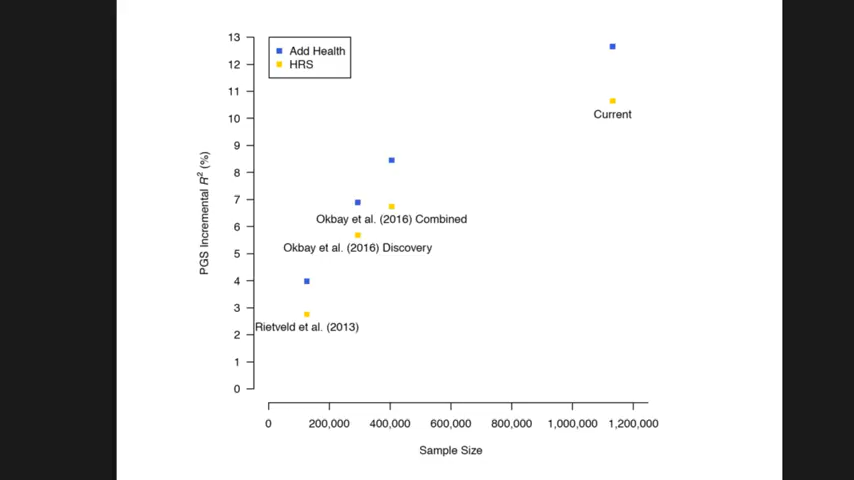 13
12
11
10
9
8
7
6
5
4
3
2
1
0
PGS Incremental R² (%)
Add Health
HRS
Current
Okbay et al. (2016) Combined
Okbay et al. (2016) Discovery
Rietveld et al. (2013)
0 200,000 400,000 600,000 800,000 1,000,000 1,200,000
Sample Size